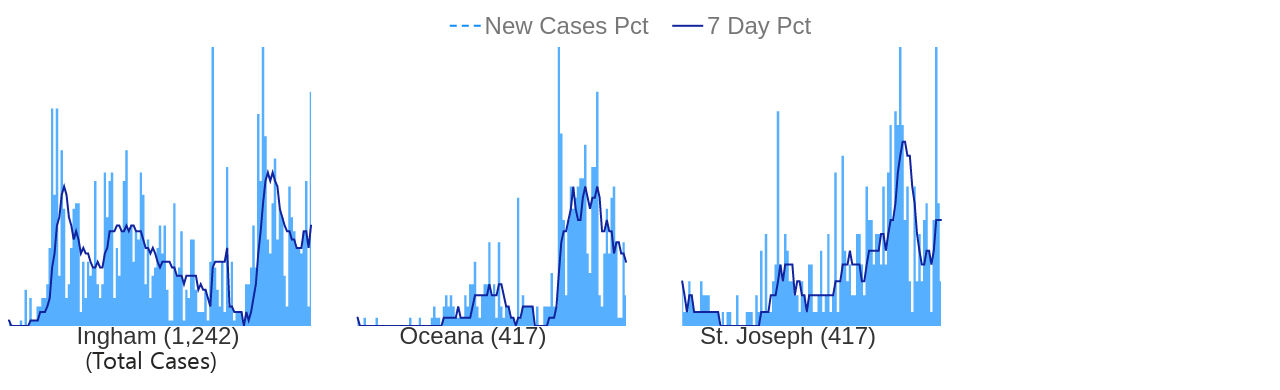 New Cases Pct 7 Day Pct
Ingham (1,242) Oceana (417) St. Joseph (417)
(Total Cases)